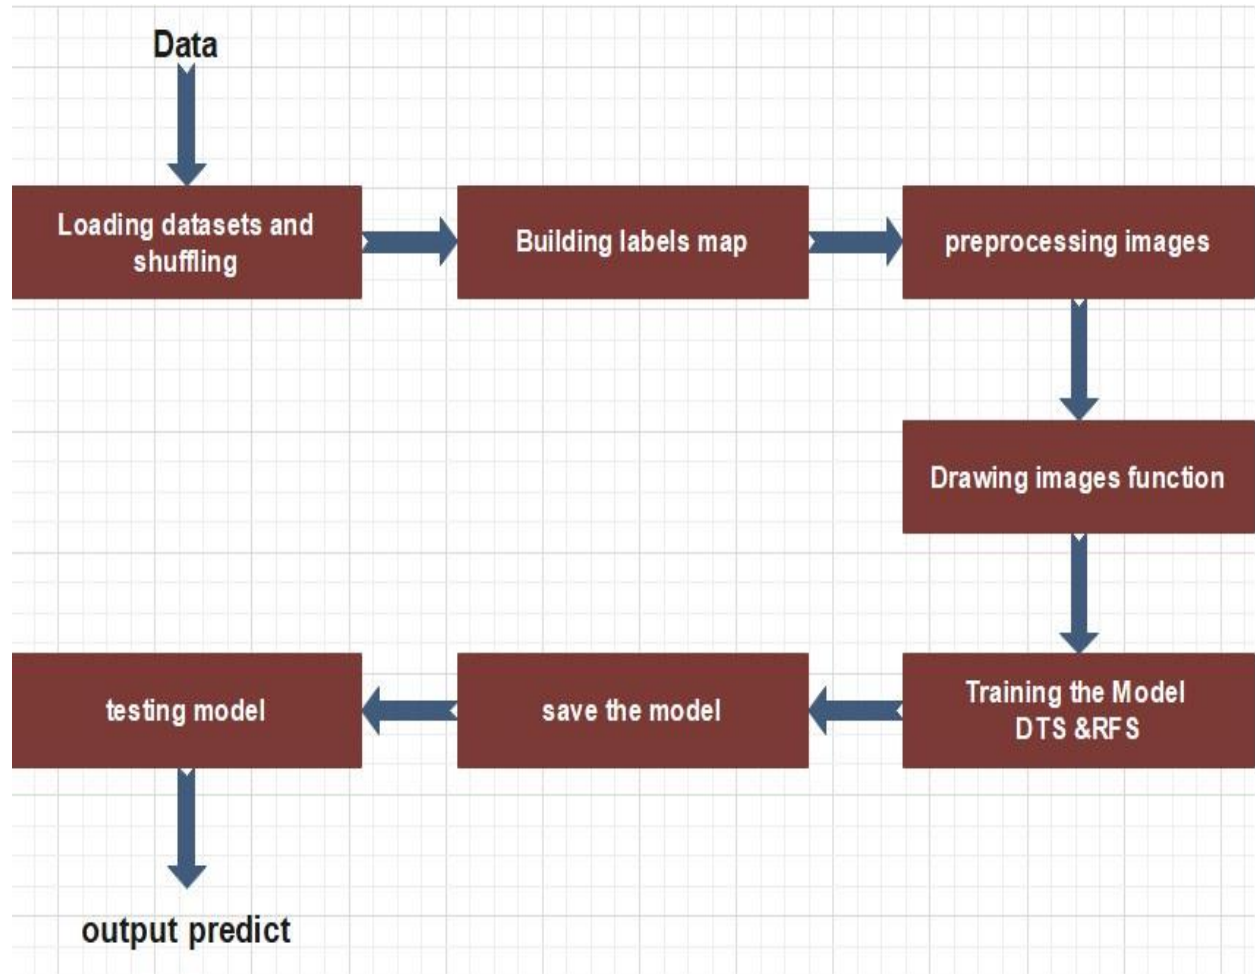 Data
Loading datasets and
shuffling
Building labels map
preprocessing images
Drawing images function
Training the Model
DTS &RFS
save the model
testing model
output predict